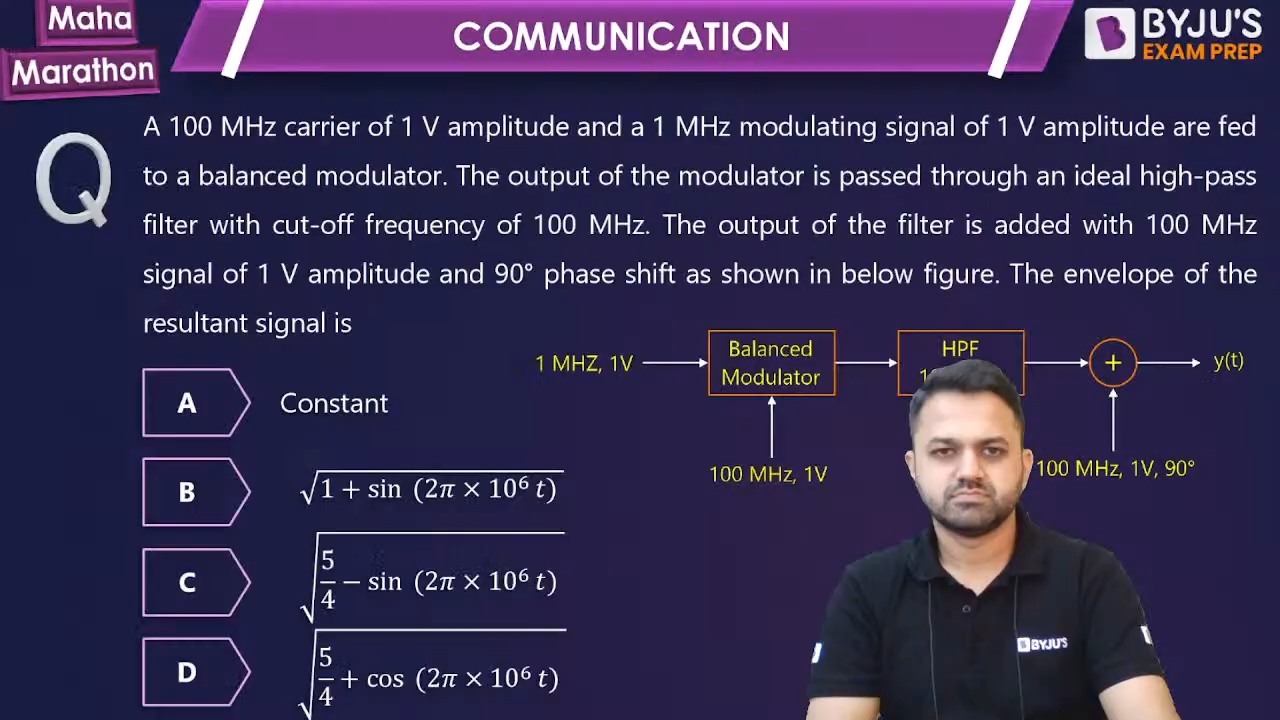 Maha
Marathon
COMMUNICATION
BYJU'S
EXAM PREP
Q
A 100 MHz carrier of 1 V amplitude and a 1 MHz modulating signal of 1 V amplitude are fed
to a balanced modulator. The output of the modulator is passed through an ideal high-pass
filter with cut-off frequency of 100 MHz. The output of the filter is added with 100 MHz
signal of 1 V amplitude and 90° phase shift as shown in below figure. The envelope of the
resultant signal is
1 MHZ, 1V
Balanced
Modulator
HPF
+
y(t)
100 MHz, 1V
100 MHz, 1V, 90°
A Constant
B √1 + sin (2π × 10⁶ t)
C √5/4 − sin (2π × 10⁶ t)
D √5/4 + cos (2π × 10⁶ t)
BYJU'S